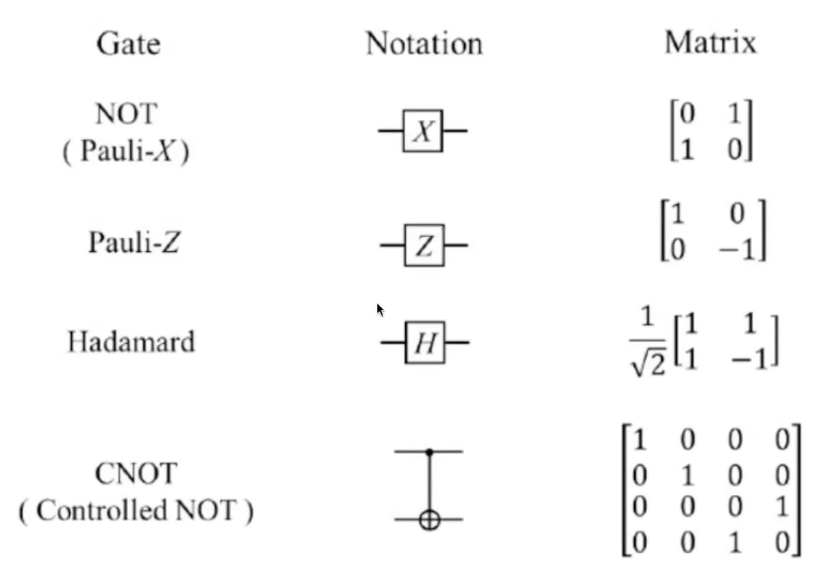 Gate Notation Matrix
NOT
( Pauli-X )
X
[0 1]
[1 0]
Pauli-Z
Z
[1 0]
[0 −1]
Hadamard
H
1/√2 [1 1]
[1 −1]
CNOT
( Controlled NOT )
[1 0 0 0]
[0 1 0 0]
[0 0 0 1]
[0 0 1 0]